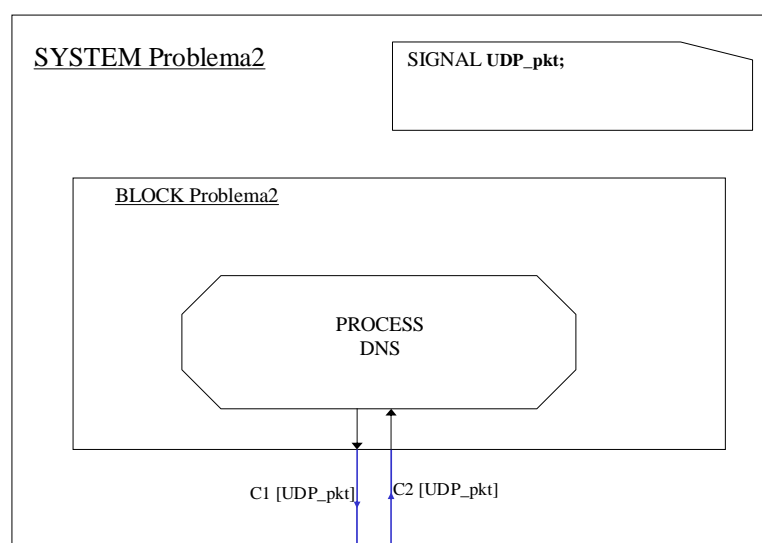 SYSTEM Problema2
SIGNAL UDP_pkt;
BLOCK Problema2
PROCESS
DNS
C1 [UDP_pkt]
C2 [UDP_pkt]